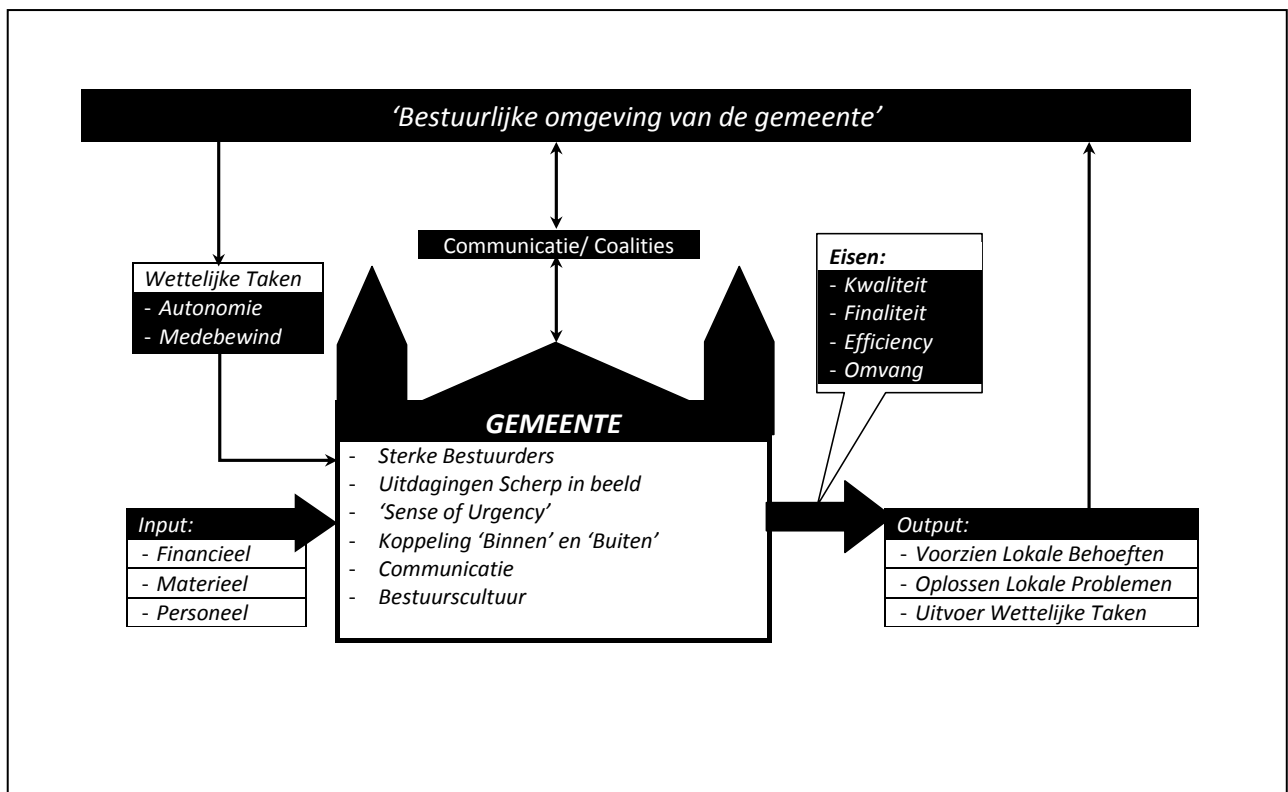 ‘Bestuurlijke omgeving van de gemeente’
Communicatie/ Coalities
Wettelijke Taken
- Autonomie
- Medebewind
Eisen:
- Kwaliteit
- Finaliteit
- Efficiency
- Omvang
GEMEENTE
- Sterke Bestuurders
- Uitdagingen Scherp in beeld
- ‘Sense of Urgency’
- Koppeling ‘Binnen’ en ‘Buiten’
- Communicatie
- Bestuurscultuur
Input:
- Financieel
- Materieel
- Personeel
Output:
- Voorzien Lokale Behoeften
- Oplossen Lokale Problemen
- Uitvoer Wettelijke Taken